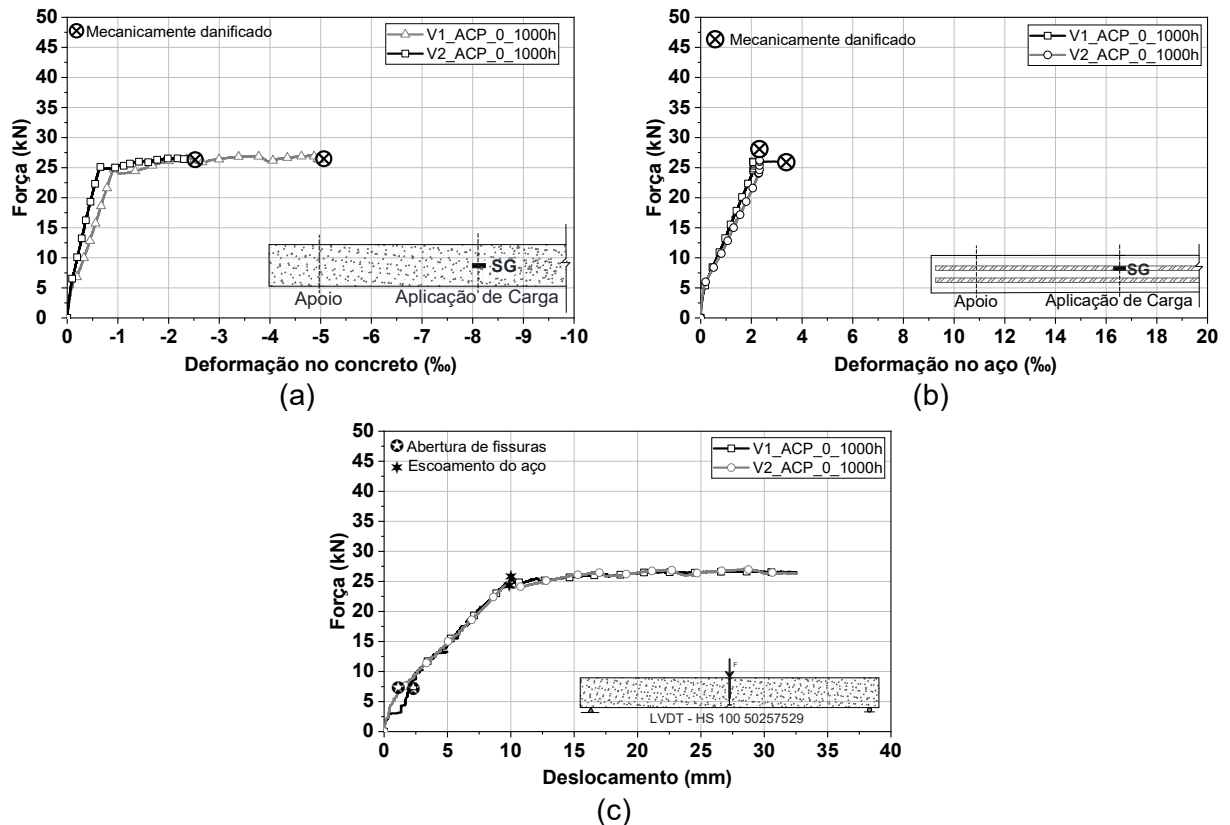 50
45
40
35
30
25
20
15
10
5
0
Força (kN)
Mecanicamente danificado
V1_ACP_0_1000h
V2_ACP_0_1000h
SG
Apoio
Aplicação de Carga
0 -1 -2 -3 -4 -5 -6 -7 -8 -9 -10
Deformação no concreto (‰)
(a)
50
45
40
35
30
25
20
15
10
5
0
Força (kN)
Mecanicamente danificado
V1_ACP_0_1000h
V2_ACP_0_1000h
SG
Apoio
Aplicação de Carga
0 2 4 6 8 10 12 14 16 18 20
Deformação no aço (‰)
(b)
50
45
40
35
30
25
20
15
10
5
0
Força (kN)
Abertura de fissuras
Escoamento do aço
V1_ACP_0_1000h
V2_ACP_0_1000h
F
LVDT - HS 100 50257529
0 5 10 15 20 25 30 35 40
Deslocamento (mm)
(c)